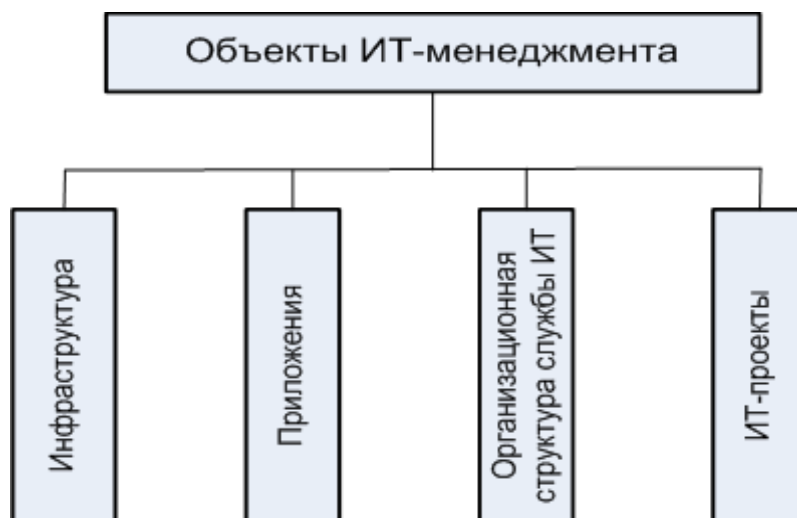 Объекты ИТ-менеджмента
Инфраструктура
Приложения
Организационная
структура службы ИТ
ИТ-проекты